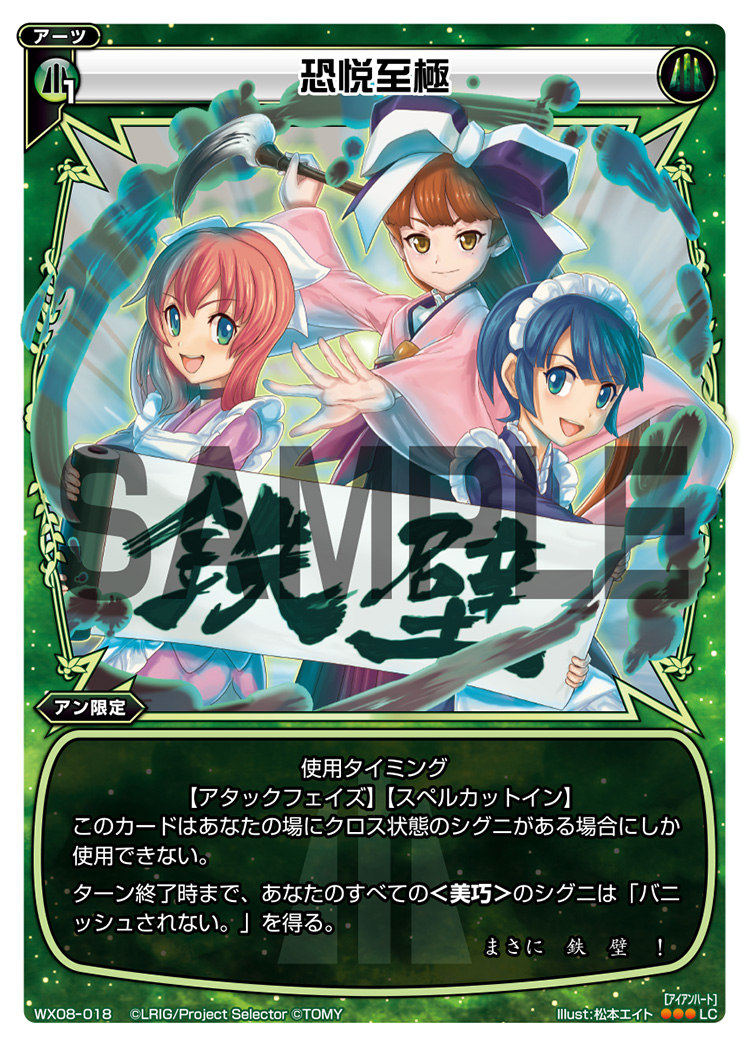 アーツ
1
恐悦至極
SAMPLE
鉄壁
アン限定
使用タイミング
【アタックフェイズ】【スペルカットイン】
このカードはあなたの場にクロス状態のシグニがある場合にしか
使用できない。
ターン終了時まで、あなたのすべての<美巧>のシグニは「バニ
ッシュされない。」を得る。
まさに 鉄 壁 !
[アイアンハート]
WX08-018 ©LRIG/Project Selector ©TOMY Illust:松本エイト LC